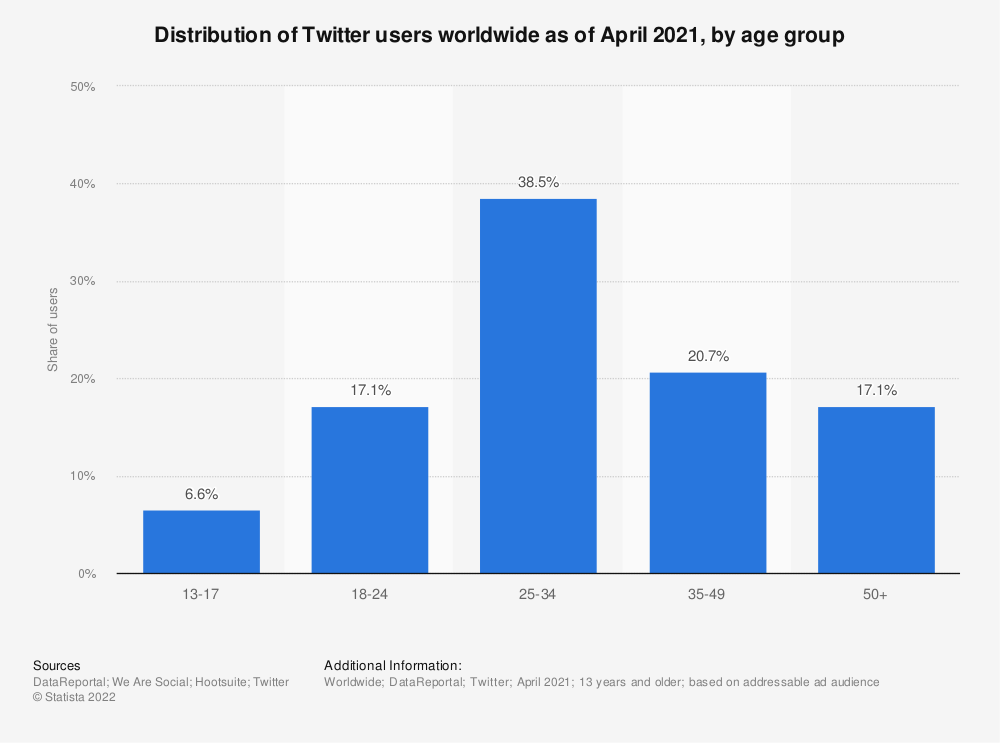 Distribution of Twitter users worldwide as of April 2021, by age group
50%
40%
30%
20%
10%
0%
Share of users
6.6%
17.1%
38.5%
20.7%
17.1%
13-17
18-24
25-34
35-49
50+
Sources
DataReportal; We Are Social; Hootsuite; Twitter
© Statista 2022
Additional Information:
Worldwide; DataReportal; Twitter; April 2021; 13 years and older; based on addressable ad audience